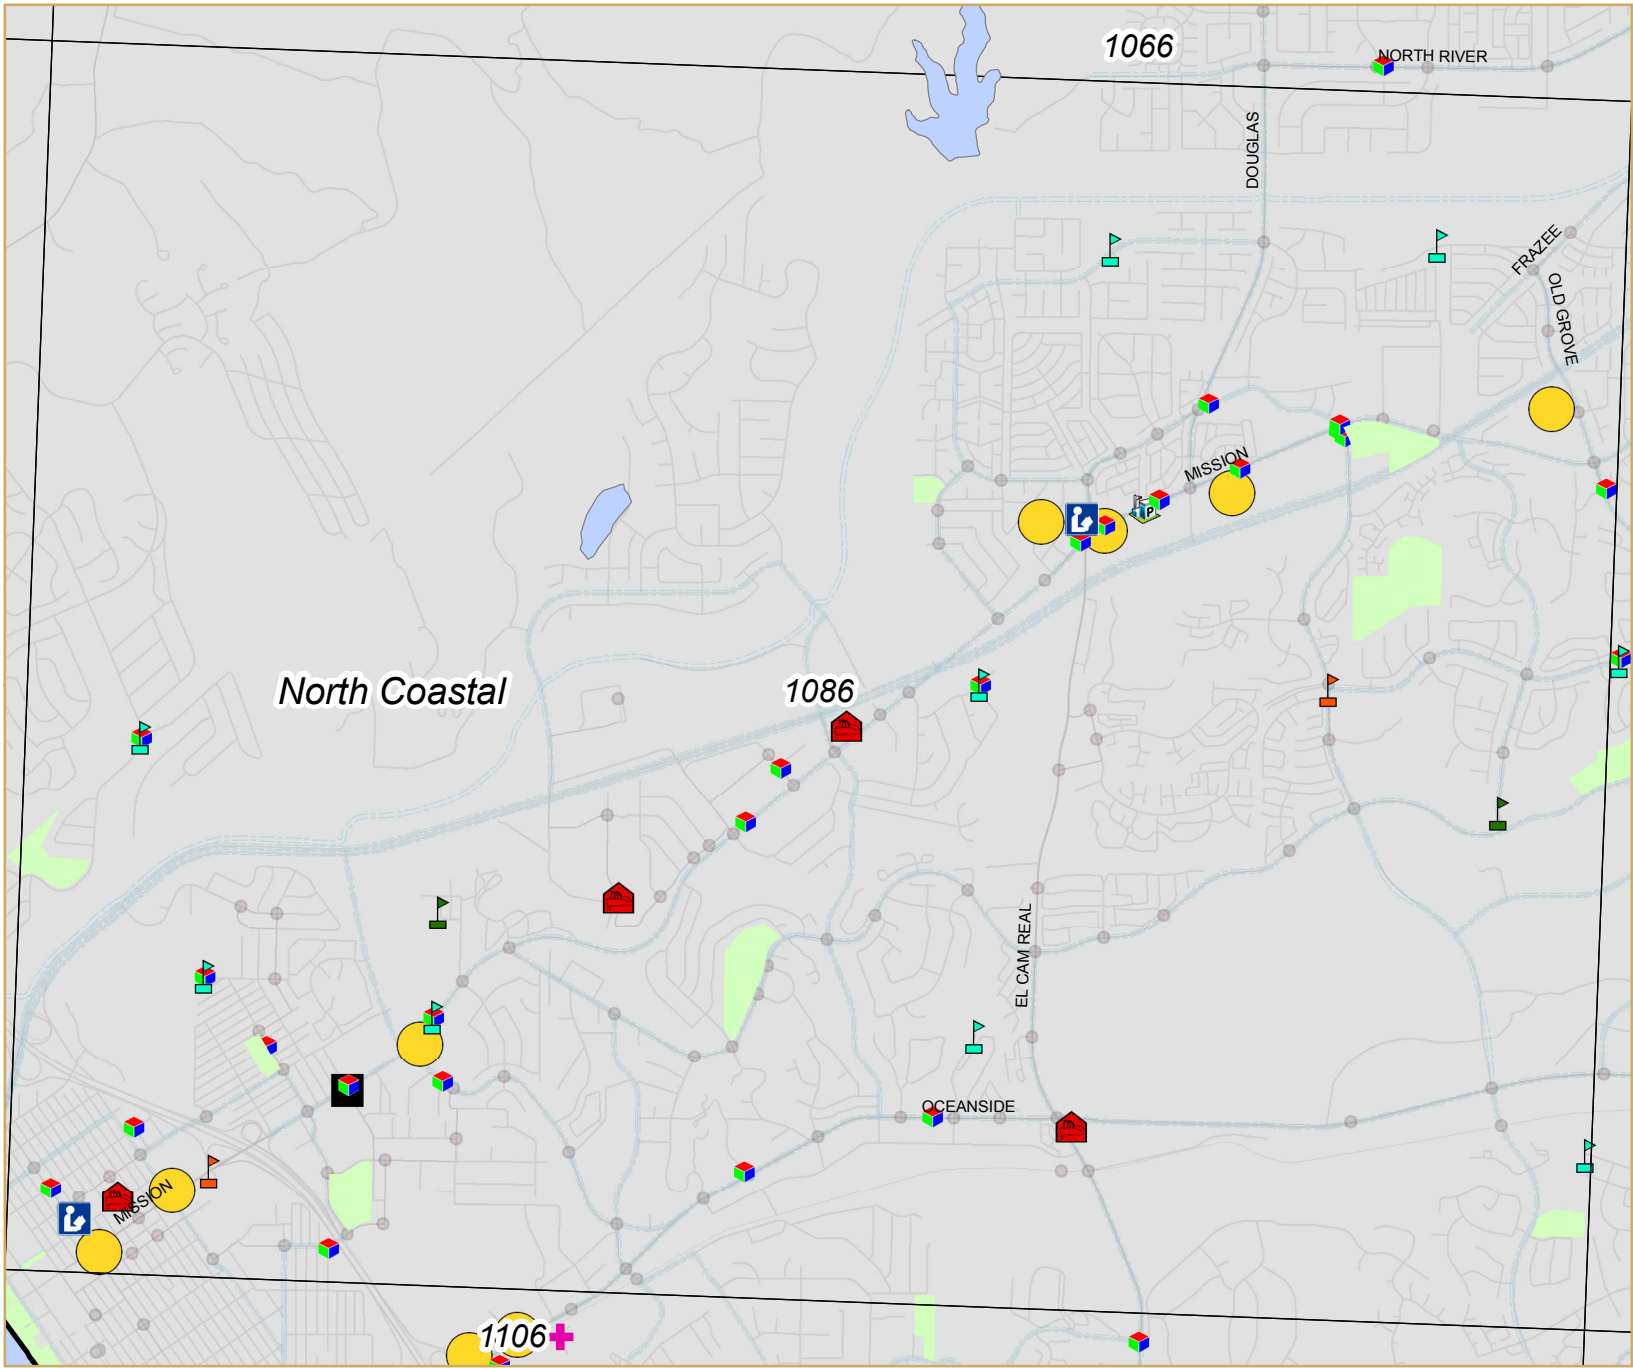 1066
NORTH RIVER
DOUGLAS
FRAZEE
OLD GROVE
MISSION
P
North Coastal
1086
EL CAM REAL
OCEANSIDE
MISSION
1106